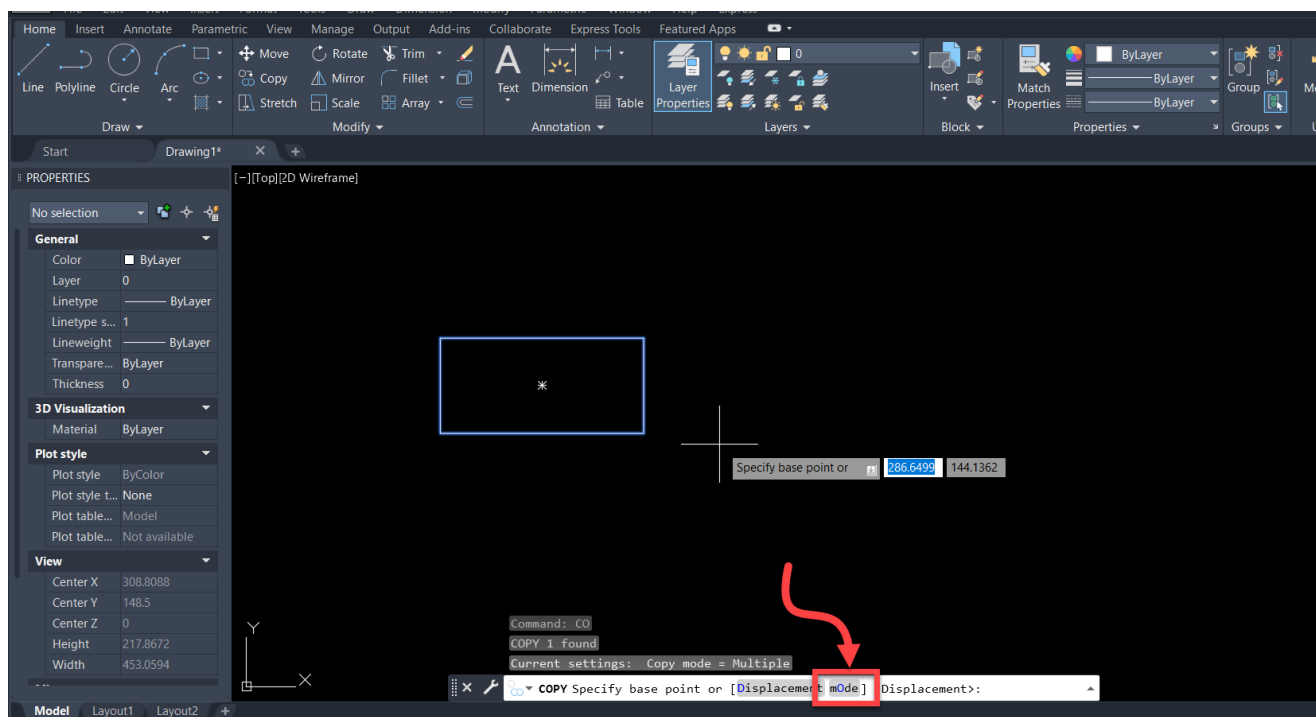 Home Insert Annotate Parametric View Manage Output Add-ins Collaborate Express Tools Featured Apps
Move Rotate Trim 0 ByLayer
Line Polyline Circle Arc Copy Mirror Fillet Text Dimension Layer Properties Insert Match Properties ByLayer Group
Stretch Scale Array Table ByLayer
Draw Modify Annotation Layers Block Properties Groups
Start Drawing1*
PROPERTIES [−][Top][2D Wireframe]
No selection
General
Color ByLayer
Layer 0
Linetype ByLayer
Linetype s... 1
Lineweight ByLayer
Transpare... ByLayer
Thickness 0
3D Visualization
Material ByLayer
Plot style
Plot style ByColor
Plot style t... None
Plot table... Model
Plot table... Not available
View
Center X 308.8088
Center Y 148.5
Center Z 0
Height 217.8672
Width 453.0594
Specify base point or 286.6499 144.1362
Y
X
Command: CO
COPY 1 found
Current settings: Copy mode = Multiple
COPY Specify base point or [Displacement mOde] Displacement>:
Model Layout1 Layout2